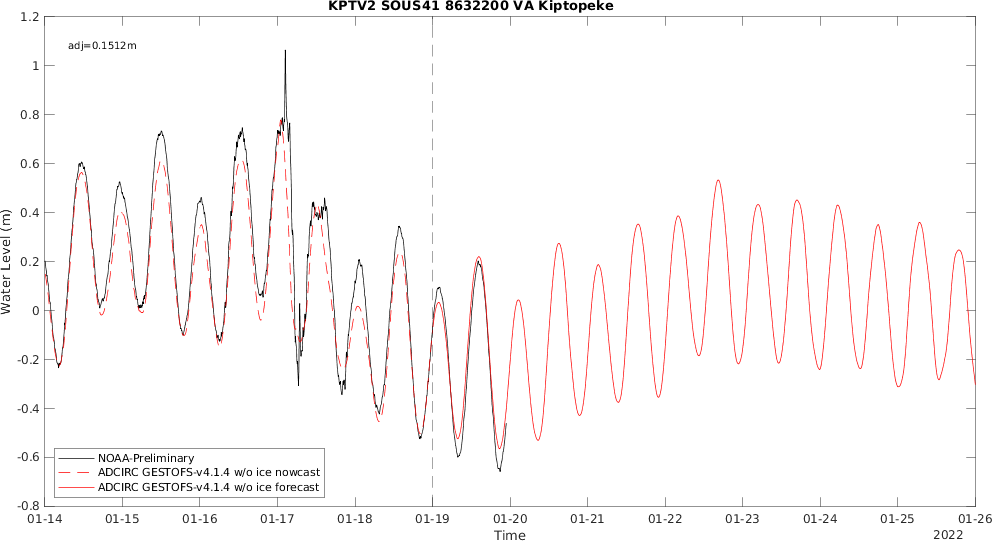 KPTV2 SOUS41 8632200 VA Kiptopeke
adj=0.1512m
1.2
1
0.8
0.6
0.4
0.2
0
-0.2
-0.4
-0.6
-0.8
Water Level (m)
NOAA-Preliminary
ADCIRC GESTOFS-v4.1.4 w/o ice nowcast
ADCIRC GESTOFS-v4.1.4 w/o ice forecast
01-14 01-15 01-16 01-17 01-18 01-19 01-20 01-21 01-22 01-23 01-24 01-25 01-26
Time
2022